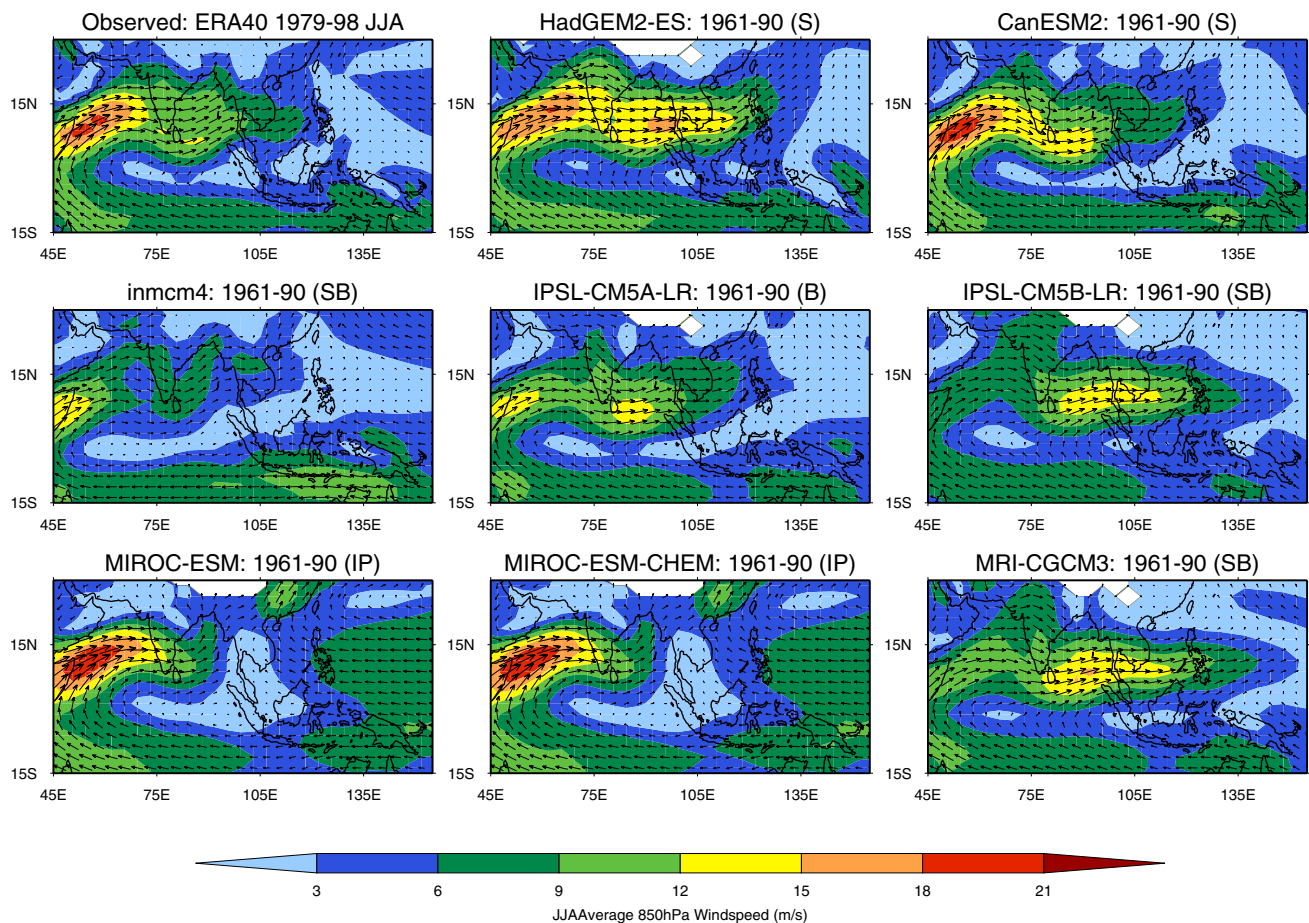 Observed: ERA40 1979-98 JJA
HadGEM2-ES: 1961-90 (S)
CanESM2: 1961-90 (S)
15N
15N
15N
15S
15S
15S
45E 75E 105E 135E
45E 75E 105E 135E
45E 75E 105E 135E
inmcm4: 1961-90 (SB)
IPSL-CM5A-LR: 1961-90 (B)
IPSL-CM5B-LR: 1961-90 (SB)
15N
15N
15N
15S
15S
15S
45E 75E 105E 135E
45E 75E 105E 135E
45E 75E 105E 135E
MIROC-ESM: 1961-90 (IP)
MIROC-ESM-CHEM: 1961-90 (IP)
MRI-CGCM3: 1961-90 (SB)
15N
15N
15N
15S
15S
15S
45E 75E 105E 135E
45E 75E 105E 135E
45E 75E 105E 135E
3 6 9 12 15 18 21
JJAAverage 850hPa Windspeed (m/s)